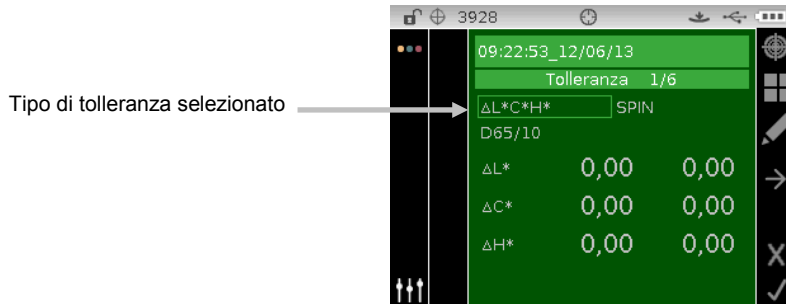 3928
09:22:53_12/06/13
Tolleranza 1/6
Tipo di tolleranza selezionato
ΔL*C*H* SPIN
D65/10
ΔL* 0,00 0,00
ΔC* 0,00 0,00
ΔH* 0,00 0,00